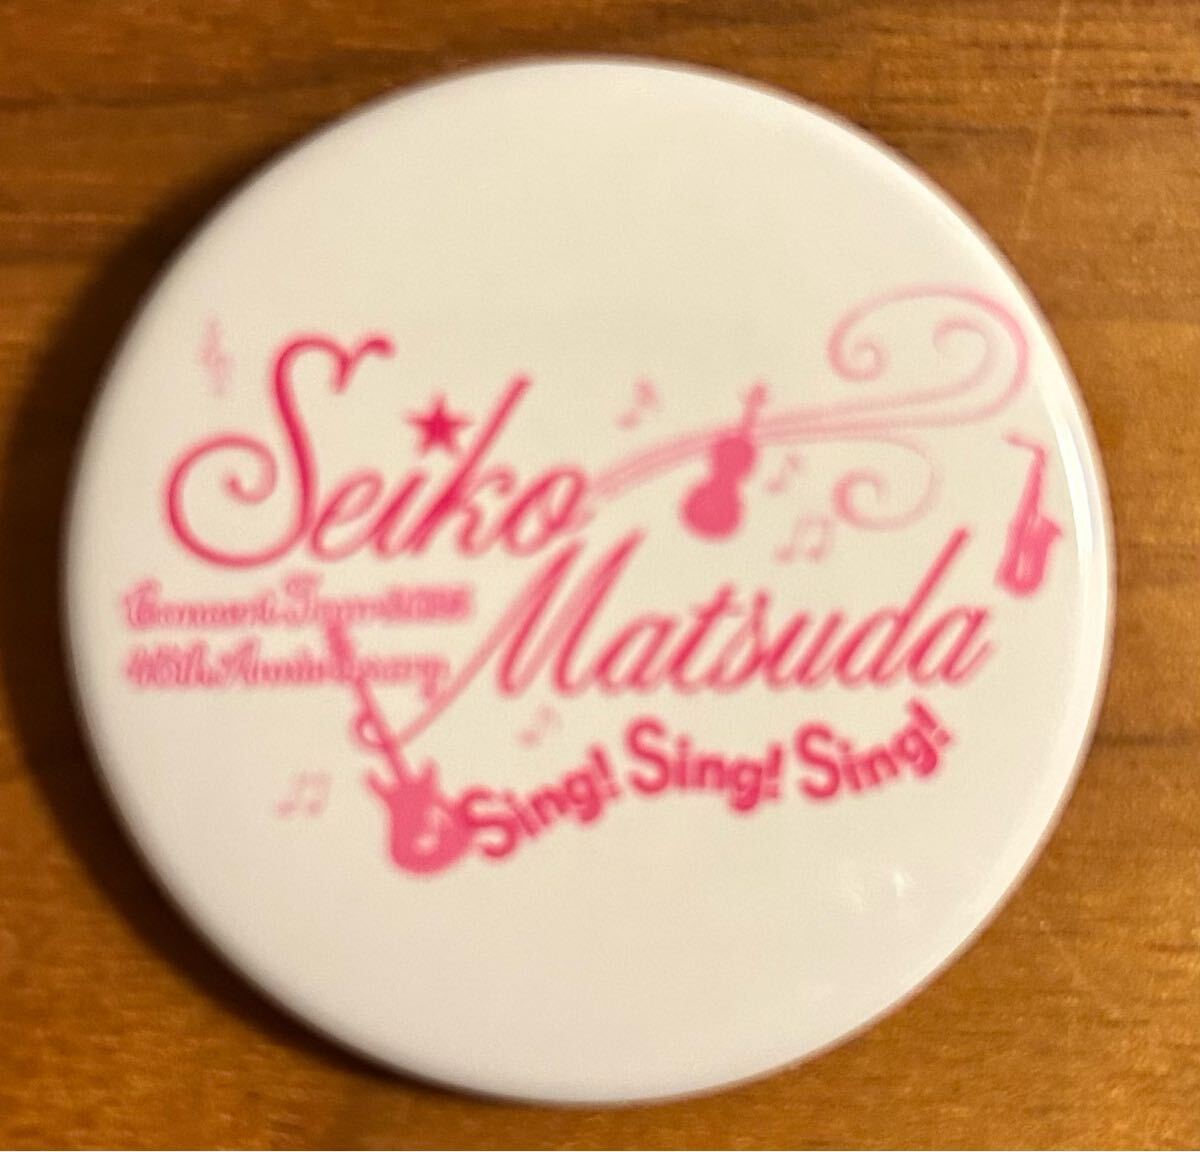 Seiko
Matsuda
Concert Tour
45th Anniversary
Sing! Sing! Sing!